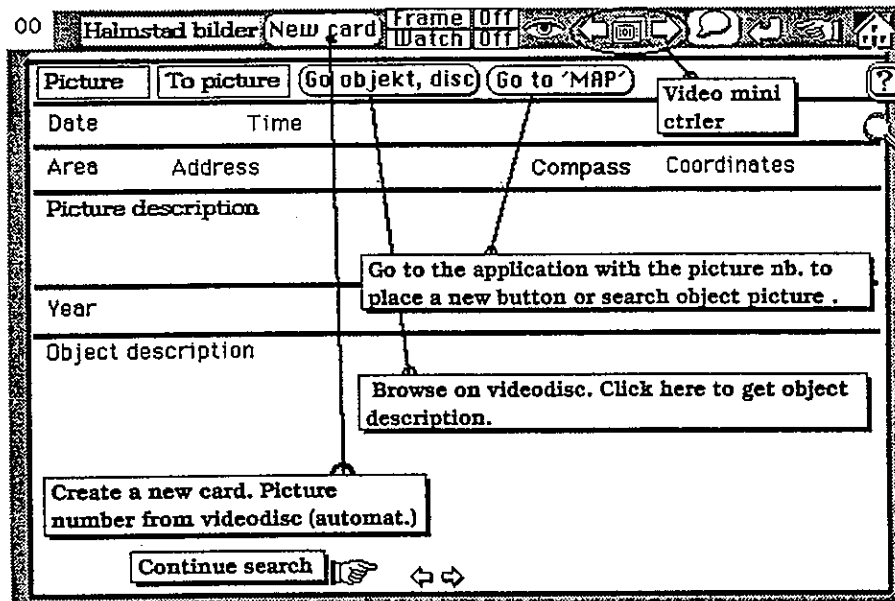 00 Halmstad bilder New card Frame Off
Watch Off
Picture To picture Go objekt, disc Go to 'MAP' ?
Video mini
ctrler
Date Time
Area Address Compass Coordinates
Picture description
Go to the application with the picture nb. to
place a new button or search object picture .
Year
Object description
Browse on videodisc. Click here to get object
description.
Create a new card. Picture
number from videodisc (automat.)
Continue search